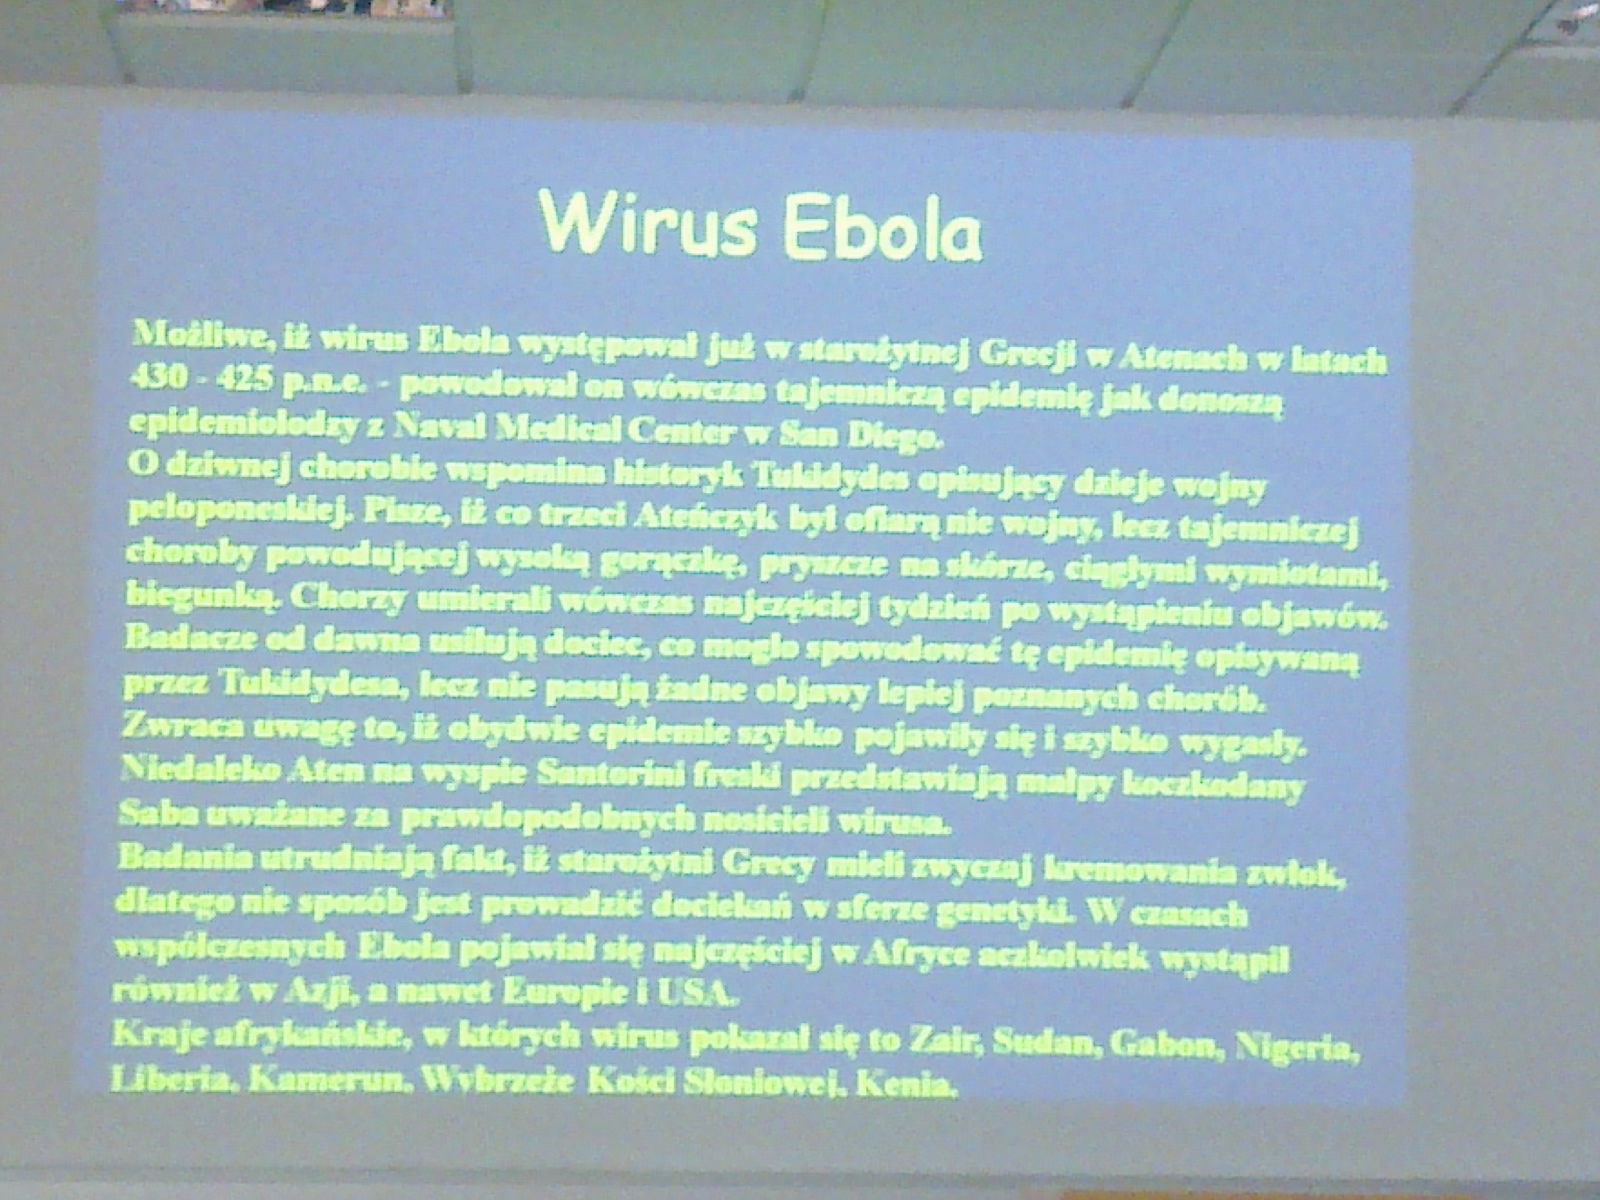 Wirus Ebola
Możliwe, iż wirus Ebola występował już w starożytnej Grecji w Atenach w latach
430 - 425 p.n.e. - powodował on wówczas tajemniczą epidemię jak donoszą
epidemiolodzy z Naval Medical Center w San Diego.
O dziwnej chorobie wspomina historyk Tukidydes opisujący dzieje wojny
peloponeskiej. Pisze, iż co trzeci Ateńczyk był ofiarą nie wojny, lecz tajemniczej
choroby powodującej wysoką gorączkę, pryszcze na skórze, ciągłymi wymiotami,
biegunką. Chorzy umierali wówczas najczęściej tydzień po wystąpieniu objawów.
Badacze od dawna usiłują dociec, co mogło spowodować tę epidemię opisywaną
przez Tukidydesa, lecz nie pasują żadne objawy lepiej poznanych chorób.
Zwraca uwagę to, iż obydwie epidemie szybko pojawiły się i szybko wygasły.
Niedaleko Aten na wyspie Santorini freski przedstawiają małpy koczkodany
Saba uważane za prawdopodobnych nosicieli wirusa.
Badania utrudniają fakt, iż starożytni Grecy mieli zwyczaj kremowania zwłok,
dlatego nie sposób jest prowadzić dociekań w sferze genetyki. W czasach
współczesnych Ebola pojawiał się najczęściej w Afryce aczkolwiek wystąpił
również w Azji, a nawet Europie i USA.
Kraje afrykańskie, w których wirus pokazał się to Zair, Sudan, Gabon, Nigeria,
Liberia, Kamerun, Wybrzeże Kości Słoniowej, Kenia.